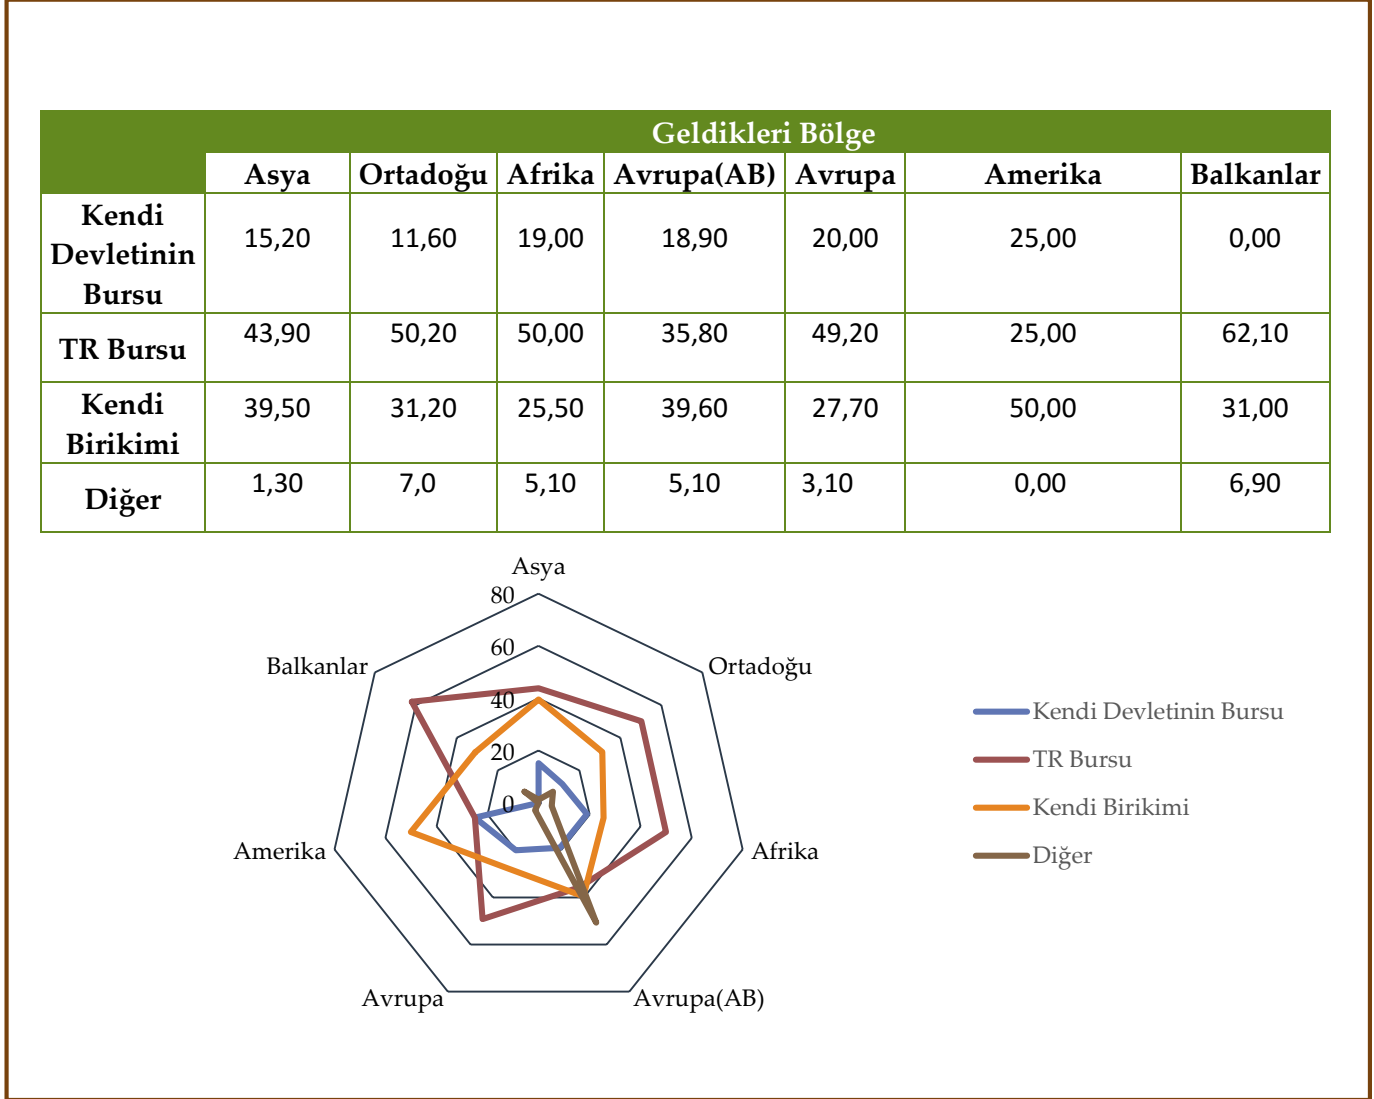 Geldikleri Bölge
Asya Ortadoğu Afrika Avrupa(AB) Avrupa Amerika Balkanlar
Kendi
Devletinin
Bursu
15,20 11,60 19,00 18,90 20,00 25,00 0,00
TR Bursu
43,90 50,20 50,00 35,80 49,20 25,00 62,10
Kendi
Birikimi
39,50 31,20 25,50 39,60 27,70 50,00 31,00
Diğer
1,30 7,0 5,10 5,10 3,10 0,00 6,90
Asya
80
60
40
20
0
Balkanlar
Ortadoğu
Amerika
Afrika
Avrupa
Avrupa(AB)
Kendi Devletinin Bursu
TR Bursu
Kendi Birikimi
Diğer